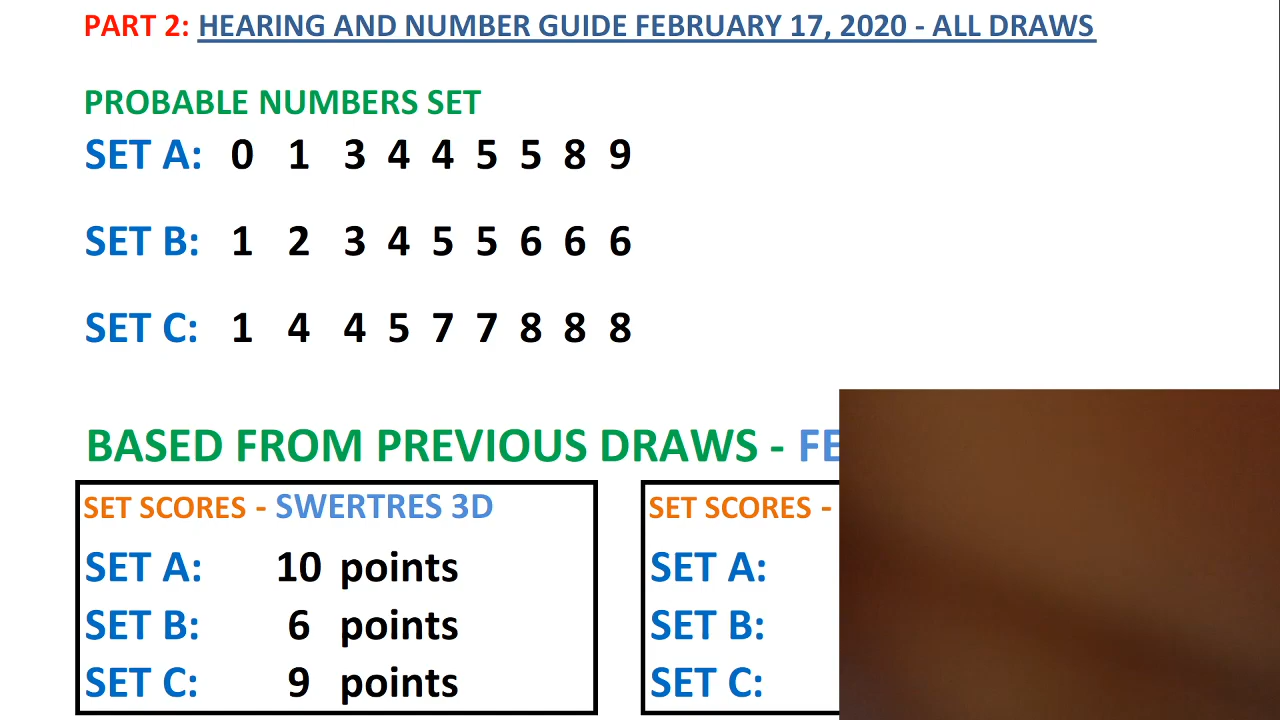 PART 2: HEARING AND NUMBER GUIDE FEBRUARY 17, 2020 - ALL DRAWS
PROBABLE NUMBERS SET
SET A: 0 1 3 4 4 5 5 8 9
SET B: 1 2 3 4 5 5 6 6 6
SET C: 1 4 4 5 7 7 8 8 8
BASED FROM PREVIOUS DRAWS -
SET SCORES - SWERTRES 3D
SET A: 10 points
SET B: 6 points
SET C: 9 points
SET SCORES -
SET A:
SET B:
SET C: